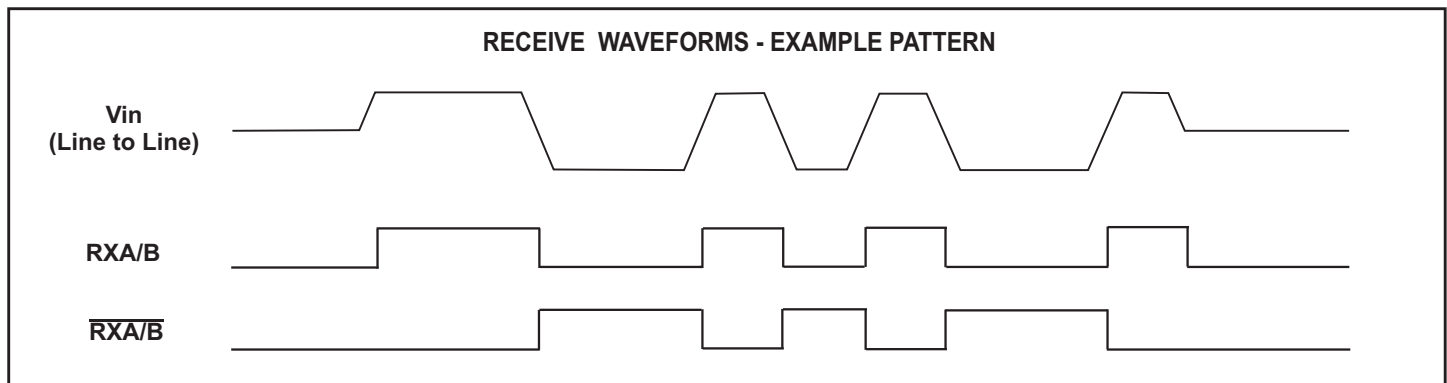 RECEIVE WAVEFORMS - EXAMPLE PATTERN
Vin
(Line to Line)
RXA/B
RXA/B